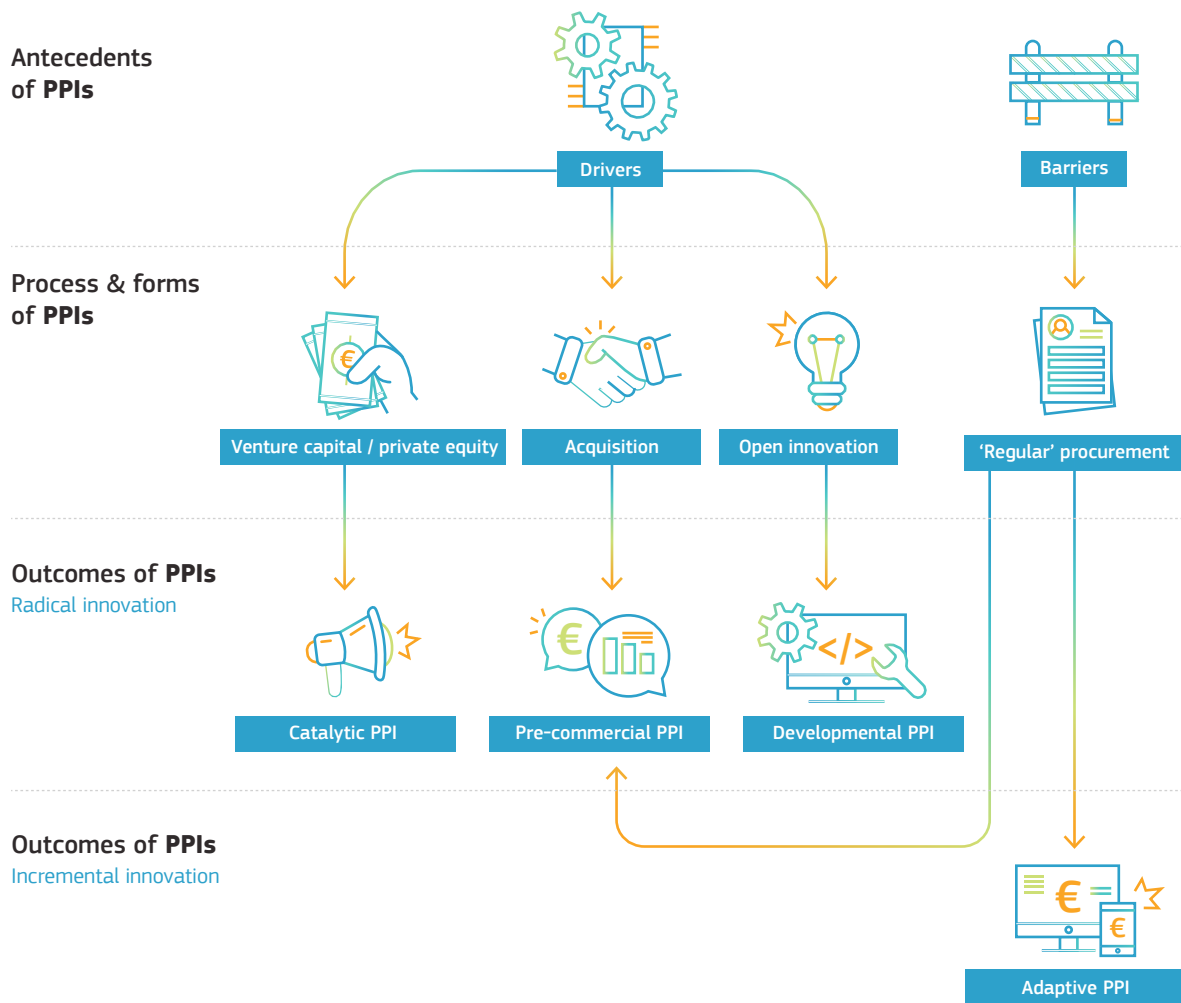 Antecedents
of PPIs
Drivers
Barriers
Process & forms
of PPIs
€
Venture capital / private equity
Acquisition
Open innovation
‘Regular’ procurement
Outcomes of PPIs
Radical innovation
€
</>
Catalytic PPI
Pre-commercial PPI
Developmental PPI
Outcomes of PPIs
Incremental innovation
€
€
Adaptive PPI